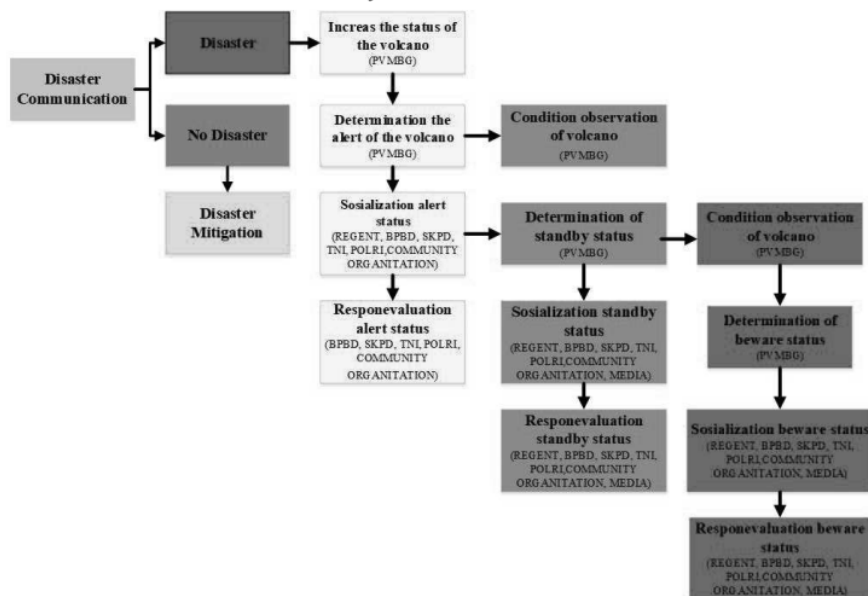 Disaster
Communication
Disaster
No Disaster
Disaster
Mitigation
Increas the status of
the volcano
(PVMBG)
Determination the
alert of the volcano
(PVMBG)
Condition observation
of volcano
(PVMBG)
Sosialization alert
status
(REGENT, BPBD, SKPD,
TNI, POLRI,COMMUNITY
ORGANITATION)
Responevaluation
alert status
(BPBD, SKPD, TNI, POLRI,
COMMUNITY
ORGANITATION)
Determination of
standby status
(PVMBG)
Sosialization standby
status
(REGENT, BPBD, SKPD, TNI,
POLRI,COMMUNITY
ORGANITATION, MEDIA)
Responevaluation
standby status
(REGENT, BPBD, SKPD, TNI,
POLRI,COMMUNITY
ORGANITATION, MEDIA)
Condition observation
of volcano
(PVMBG)
Determination of
beware status
(PVMBG)
Sosialization beware status
(REGENT, BPBD, SKPD, TNI,
POLRI,COMMUNITY
ORGANITATION, MEDIA)
Responevaluation beware
status
(REGENT, BPBD, SKPD, TNI,
POLRI,COMMUNITY
ORGANITATION, MEDIA)